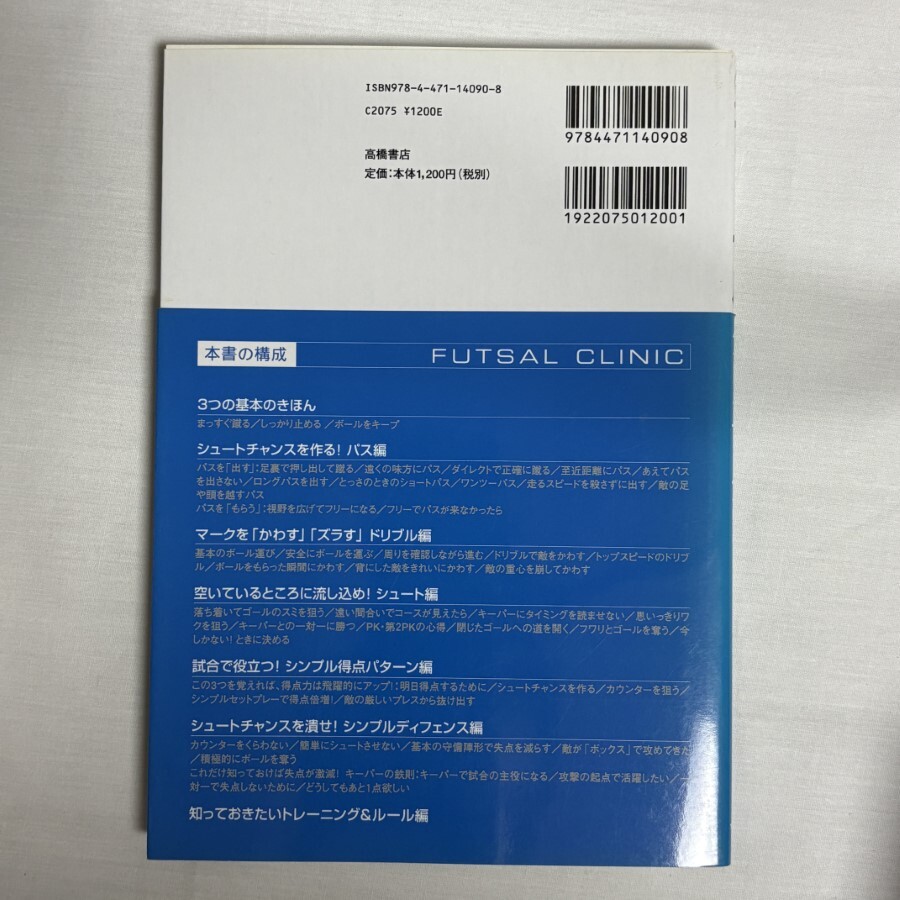 ISBN978-4-471-14090-8
C2075 ¥1200E
9784471140908
高橋書店
定価:本体1,200円(税別)
1922075012001
本書の構成
FUTSAL CLINIC
3つの基本のきほん
まっすぐ蹴る/しっかり止める/ボールをキープ
シュートチャンスを作る! パス編
パスを「出す」:足裏で押し出して蹴る/遠くの味方にパス/ダイレクトで正確に蹴る/至近距離にパス/あえてパス
を出さない/ロングパスを出す/とっさのときのショートパス/ワンツーパス/走るスピードを殺さずに出す/敵の足
や頭を越すパス
パスを「もらう」:視野を広げてフリーになる/フリーでパスが来なかったら
マークを「かわす」「ズラす」ドリブル編
基本のボール運び/安全にボールを運ぶ/周りを確認しながら進む/ドリブルで敵をかわす/トップスピードのドリブ
ル/ボールをもらった瞬間にかわす/背にした敵をきれいにかわす/敵の重心を崩してかわす
空いているところに流し込め! シュート編
落ち着いてゴールのスミを狙う/遠い間合いでコースが見えたら/キーパーにタイミングを読ませない/思いっきりワ
クを狙う/キーパーとの一対一に勝つ/PK・第2PKの心得/閉じたゴールへの道を開く/フワリとゴールを奪う/今
しかない!ときに決める
試合で役立つ! シンプル得点パターン編
この3つを覚えれば、得点力は飛躍的にアップ!:明日得点するために/シュートチャンスを作る/カウンターを狙う/
シンプルセットプレーで得点倍増!/敵の厳しいプレスから抜け出す
シュートチャンスを潰せ! シンプルディフェンス編
カウンターをくらわない/簡単にシュートさせない/基本の守備陣形で失点を減らす/敵が「ボックス」で攻めてきた
/積極的にボールを奪う
これだけ知っておけば失点が激減! キーパーの鉄則:キーパーで試合の主役になる/攻撃の起点で活躍したい/一
対一で失点しないために/どうしてもあと1点欲しい
知っておきたいトレーニング&ルール編